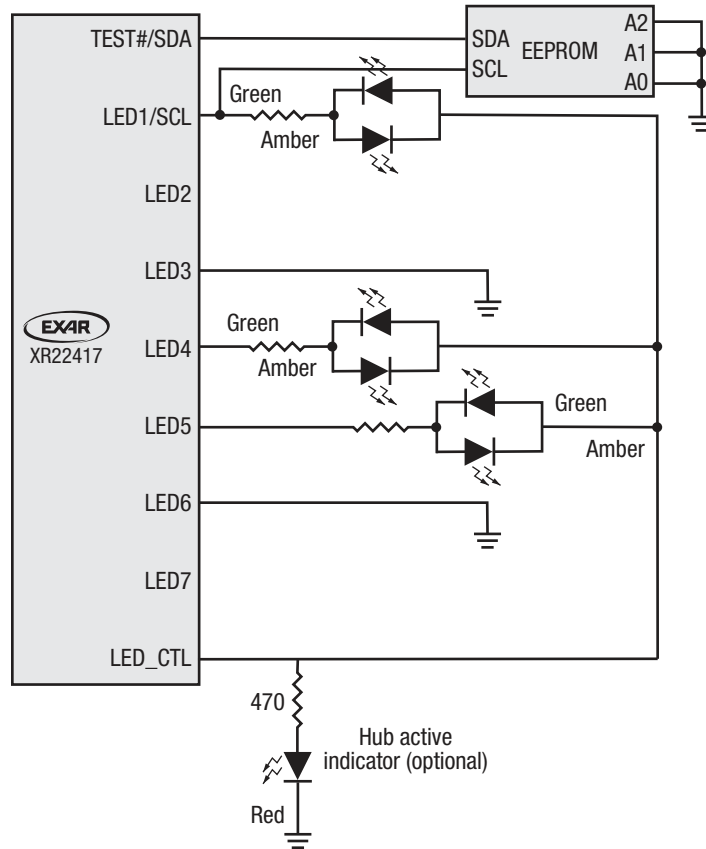 TEST#/SDA
SDA
SCL
EEPROM
A2
A1
A0
LED1/SCL
Green
Amber
LED2
LED3
EXAR
XR22417
LED4
Green
Amber
LED5
Green
Amber
LED6
LED7
LED_CTL
470
Hub active
indicator (optional)
Red